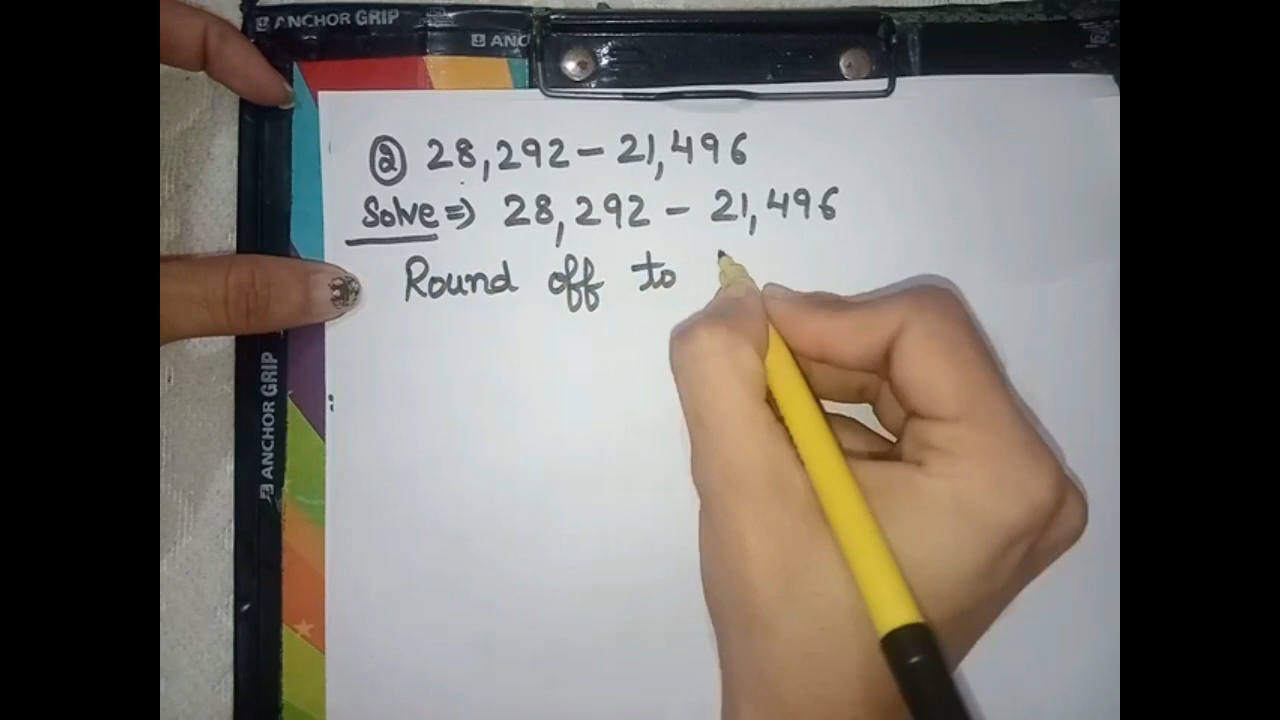 ANCHOR GRIP
ANC
② 28,292 - 21,496
Solve ⇒ 28,292 - 21,496
Round off to
ANCHOR GRIP